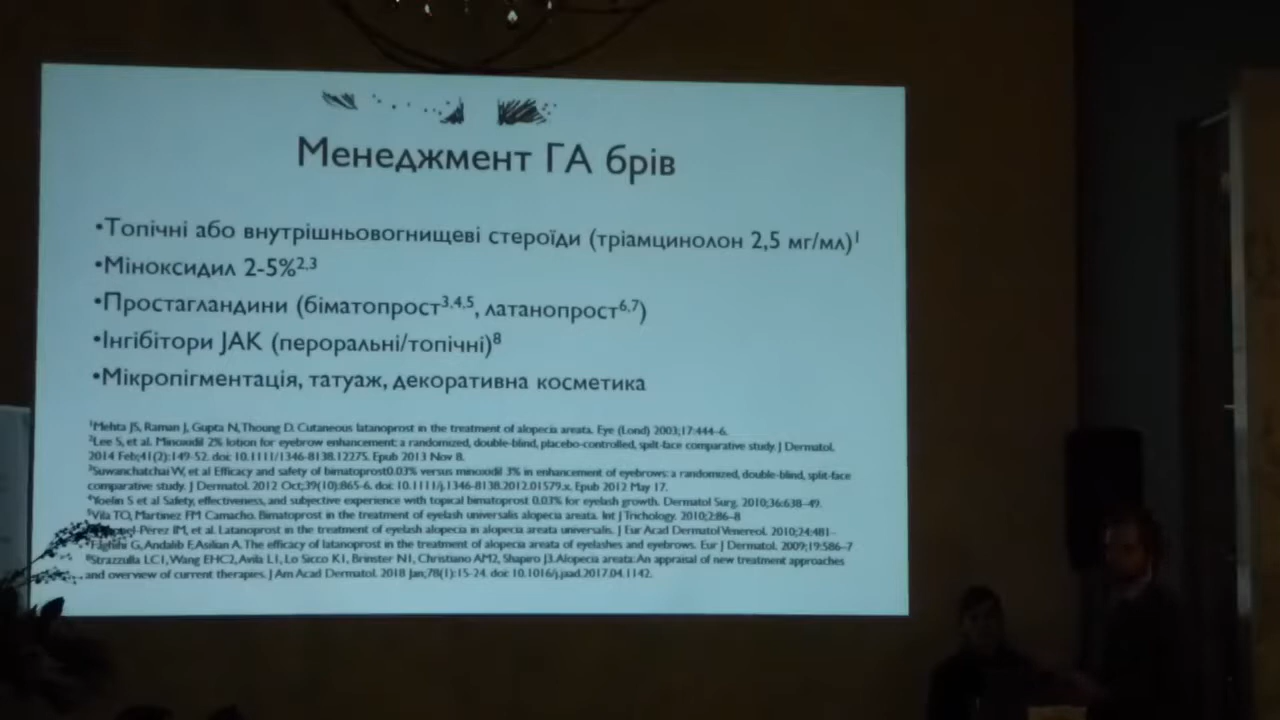 Менеджмент ГА брів
•Топічні або внутрішньовогнищеві стероїди (тріамцинолон 2,5 мг/мл)¹
•Міноксидил 2-5%²,³
•Простагландини (біматопрост³,⁴,⁵, латанопрост⁶,⁷)
•Інгібітори JAK (пероральні/топічні)⁸
•Мікропігментація, татуаж, декоративна косметика
¹Mehta JS, Raman J, Gupta N, Thoung D. Cutaneous latanoprost in the treatment of alopecia areata. Eye (Lond) 2003;17:444-6.
²Lee S, et al. Minoxidil 2% lotion for eyebrow enhancement: a randomized, double-blind, placebo-controlled, spilt-face comparative study. J Dermatol.
2014 Feb;41(2):149-52. doi: 10.1111/1346-8138.12275. Epub 2013 Nov 8.
³Suwanchatchai W, et al Efficacy and safety of bimatoprost0.03% versus minoxidil 3% in enhancement of eyebrows: a randomized, double-blind, split-face
comparative study. J Dermatol. 2012 Oct;39(10):865-6. doi: 10.1111/j.1346-8138.2012.01579.x. Epub 2012 May 17.
⁴Yoelin S et al Safety, effectiveness, and subjective experience with topical bimatoprost 0.03% for eyelash growth. Dermatol Surg. 2010;36:638-49.
⁵Vila TO, Martinez FM Camacho. Bimatoprost in the treatment of eyelash universalis alopecia areata. Int J Trichology. 2010;2:86-8
-Pérez IM, et al. Latanoprost in the treatment of eyelash alopecia in alopecia areata universalis. J Eur Acad Dermatol Venereol. 2010;24:481-
Faghihi G, Andalib F, Asilian A. The efficacy of latanoprost in the treatment of alopecia areata of eyelashes and eyebrows. Eur J Dermatol. 2009;19:586-7
⁸Strazzulla LC1, Wang EHC2, Avila L1, Lo Sicco K1, Brinster N1, Christiano AM2, Shapiro J3. Alopecia areata: An appraisal of new treatment approaches
and overview of current therapies. J Am Acad Dermatol. 2018 Jan;78(1):15-24. doi: 10.1016/j.jaad.2017.04.1142.